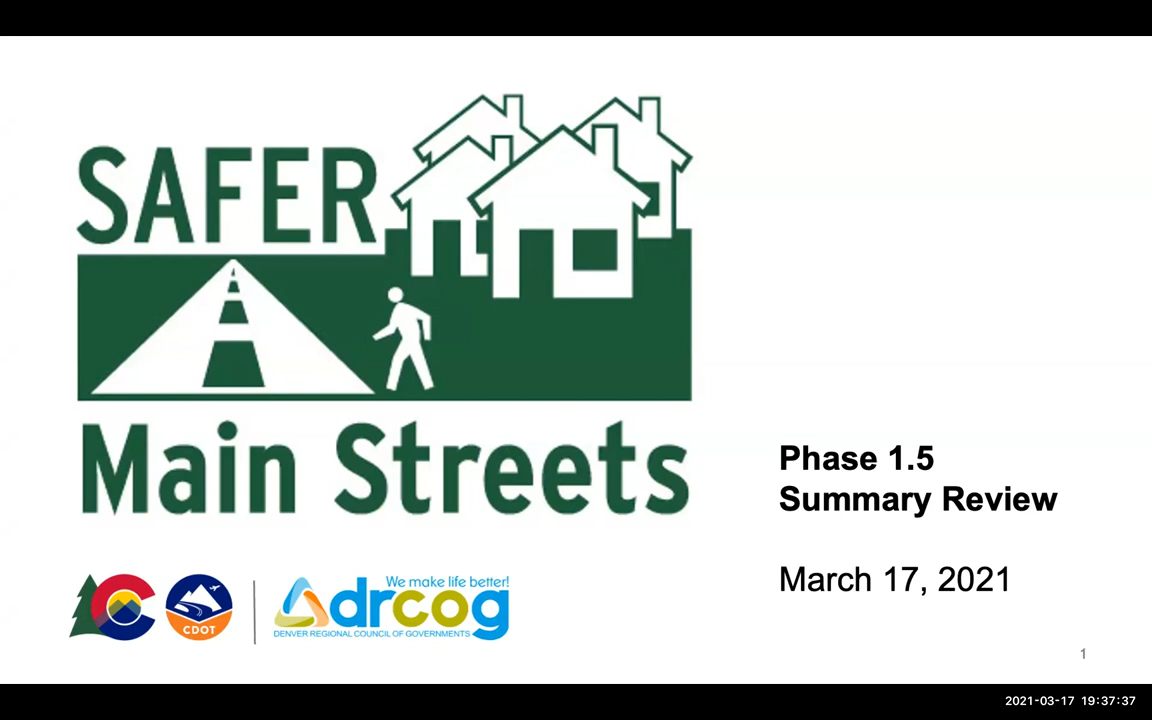 SAFER
Main Streets
Phase 1.5
Summary Review
March 17, 2021
CDOT
We make life better!
drcog
DENVER REGIONAL COUNCIL OF GOVERNMENTS
1
2021-03-17 19:37:37